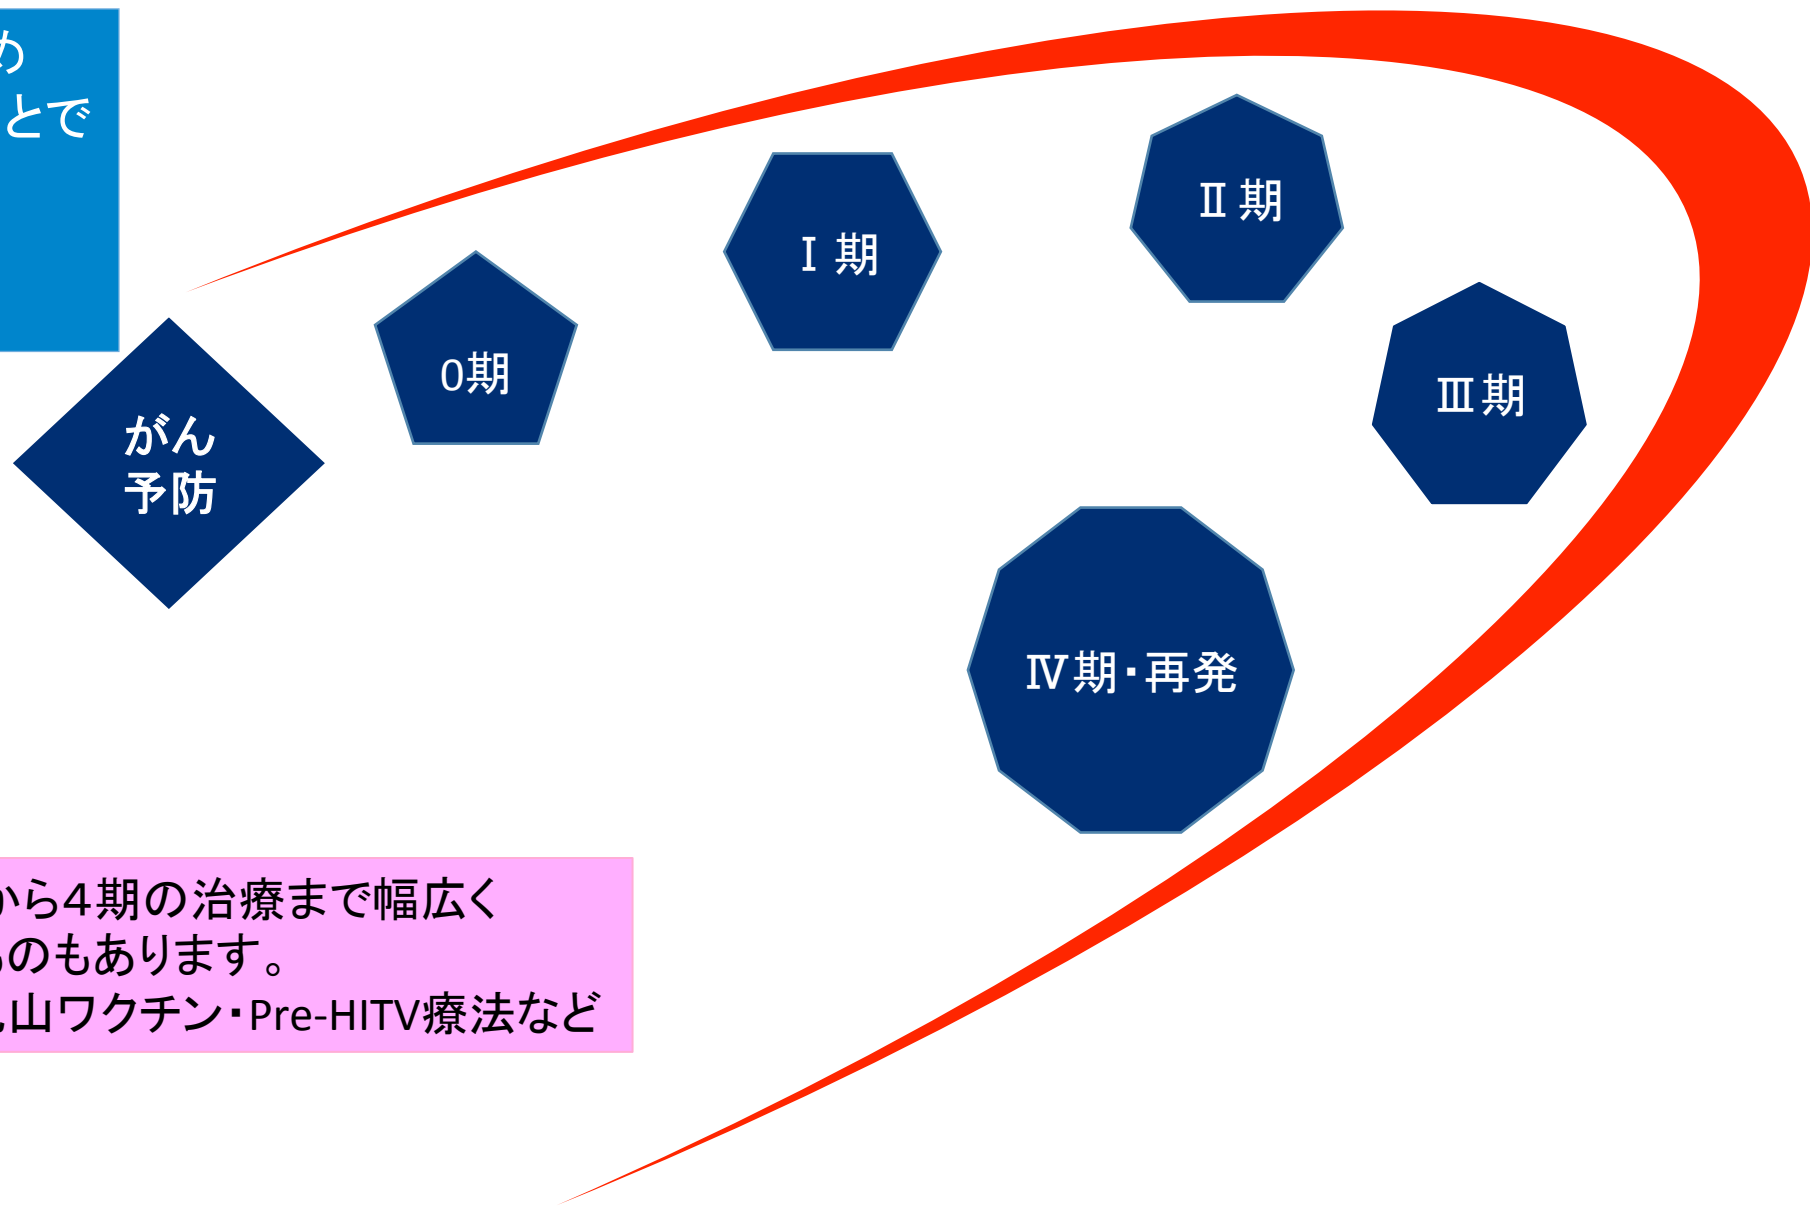 め
とで
がん
予防
0期
Ⅰ期
Ⅱ期
Ⅲ期
Ⅳ期・再発
から４期の治療まで幅広く
ものもあります。
山ワクチン・Pre-HITV療法など